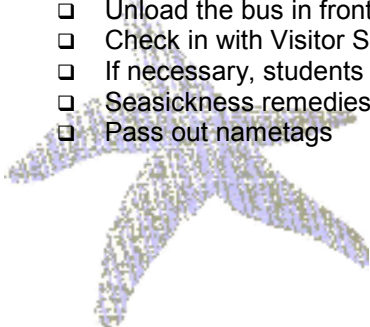 ❑ Unload the bus in front
❑ Check in with Visitor S
❑ If necessary, students
❑ Seasickness remedies
❑ Pass out nametags